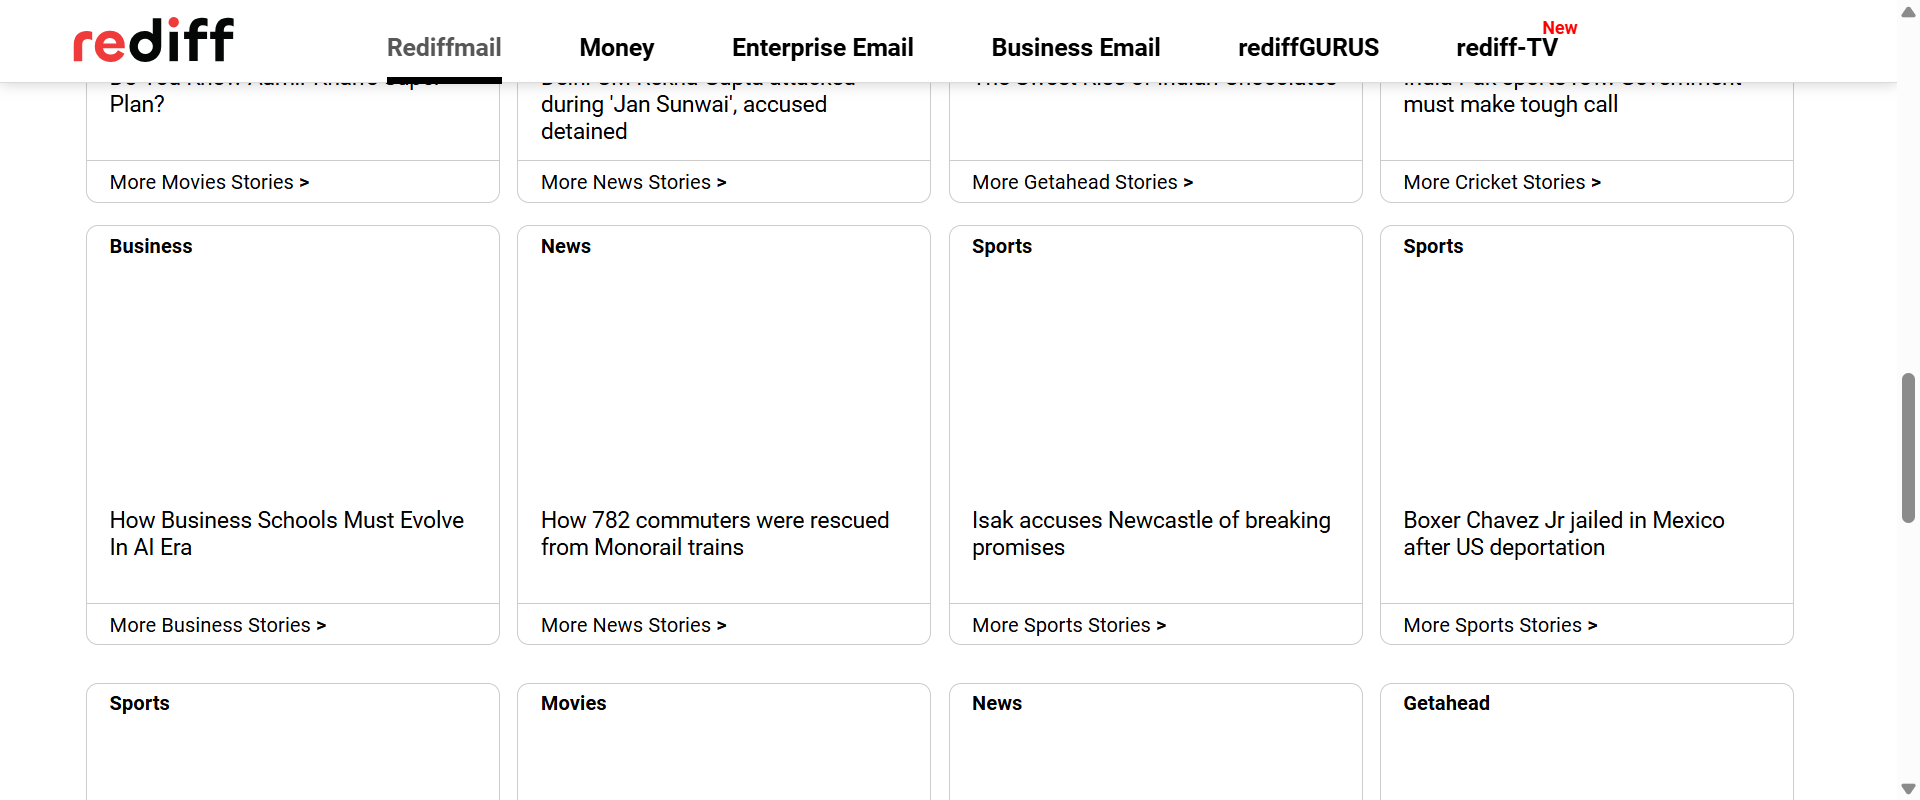 rediff
Rediffmail
Money
Enterprise Email
Business Email
rediffGURUS
rediff-TV
New
Plan?
More Movies Stories >
during 'Jan Sunwai', accused
detained
More News Stories >
More Getahead Stories >
must make tough call
More Cricket Stories >
Business
How Business Schools Must Evolve
In AI Era
More Business Stories >
News
How 782 commuters were rescued
from Monorail trains
More News Stories >
Sports
Isak accuses Newcastle of breaking
promises
More Sports Stories >
Sports
Boxer Chavez Jr jailed in Mexico
after US deportation
More Sports Stories >
Sports
Movies
News
Getahead